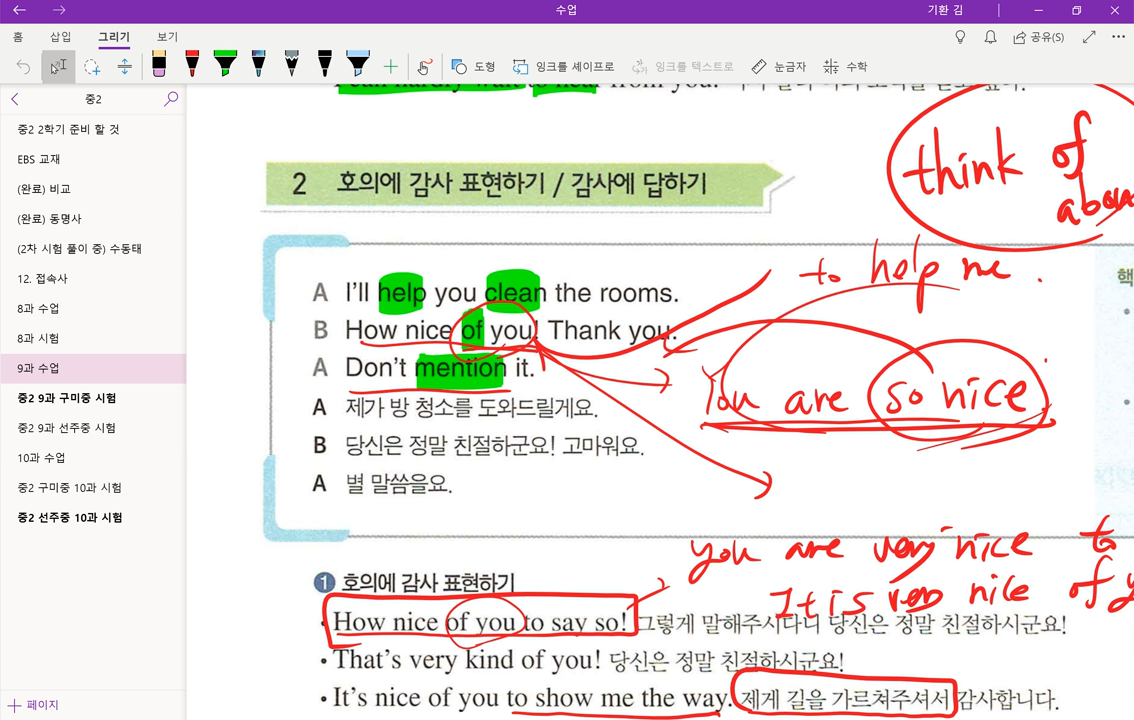 수업
기환 김
홈 삽입 그리기 보기
공유(S)
도형 잉크를 셰이프로 잉크를 텍스트로 눈금자 수학
중2
중2 2학기 준비 할 것
EBS 교재
(완료) 비교
(완료) 동명사
(2차 시험 풀이 중) 수동태
12. 접속사
8과 수업
8과 시험
9과 수업
중2 9과 구미중 시험
중2 9과 선주중 시험
10과 수업
중2 구미중 10과 시험
중2 선주중 10과 시험
페이지
I can hardly wait to hear from you!
think of
about
2 호의에 감사 표현하기 / 감사에 답하기
to help me.
핵
A I'll help you clean the rooms.
B How nice of you! Thank you.
A Don't mention it.
You are so nice.
A 제가 방 청소를 도와드릴게요.
B 당신은 정말 친절하군요! 고마워요.
A 별 말씀을요.
you are very nice to
It is very nice of y
1 호의에 감사 표현하기
• How nice of you to say so! 그렇게 말해주시다니 당신은 정말 친절하시군요!
• That's very kind of you! 당신은 정말 친절하시군요!
• It's nice of you to show me the way. 제게 길을 가르쳐주셔서 감사합니다.